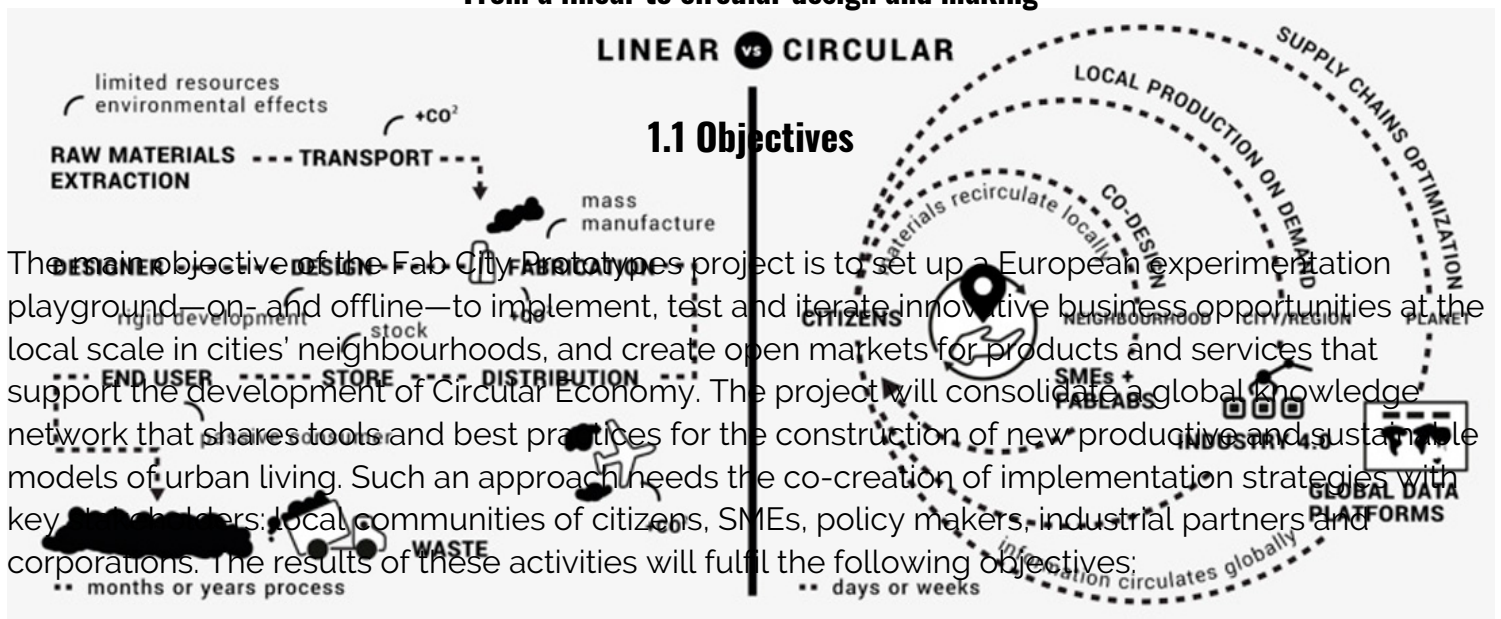 From a linear to circular design and making
LINEAR vs CIRCULAR
1.1 Objectives
limited resources
environmental effects
+CO²
RAW MATERIALS
EXTRACTION
TRANSPORT
mass
manufacture
DESIGNER
DESIGN
FABRICATION
rigid development
+CO²
stock
END USER
STORE
DISTRIBUTION
passive consumer
+CO²
WASTE
months or years process
SUPPLY CHAINS OPTIMIZATION
LOCAL PRODUCTION ON DEMAND
CO-DESIGN
materials recirculate locally
CITIZENS
NEIGHBOURHOOD
CITY/REGION
PLANET
SMEs +
FABLABS
INDUSTRY 4.0
GLOBAL DATA
PLATFORMS
information circulates globally
days or weeks
The main objective of the Fab City Prototypes project is to set up a European experimentation
playground—on- and offline—to implement, test and iterate innovative business opportunities at the
local scale in cities’ neighbourhoods, and create open markets for products and services that
support the development of Circular Economy. The project will consolidate a global knowledge
network that shares tools and best practices for the construction of new productive and sustainable
models of urban living. Such an approach needs the co-creation of implementation strategies with
key stakeholders: local communities of citizens, SMEs, policy makers, industrial partners and
corporations. The results of these activities will fulfil the following objectives: